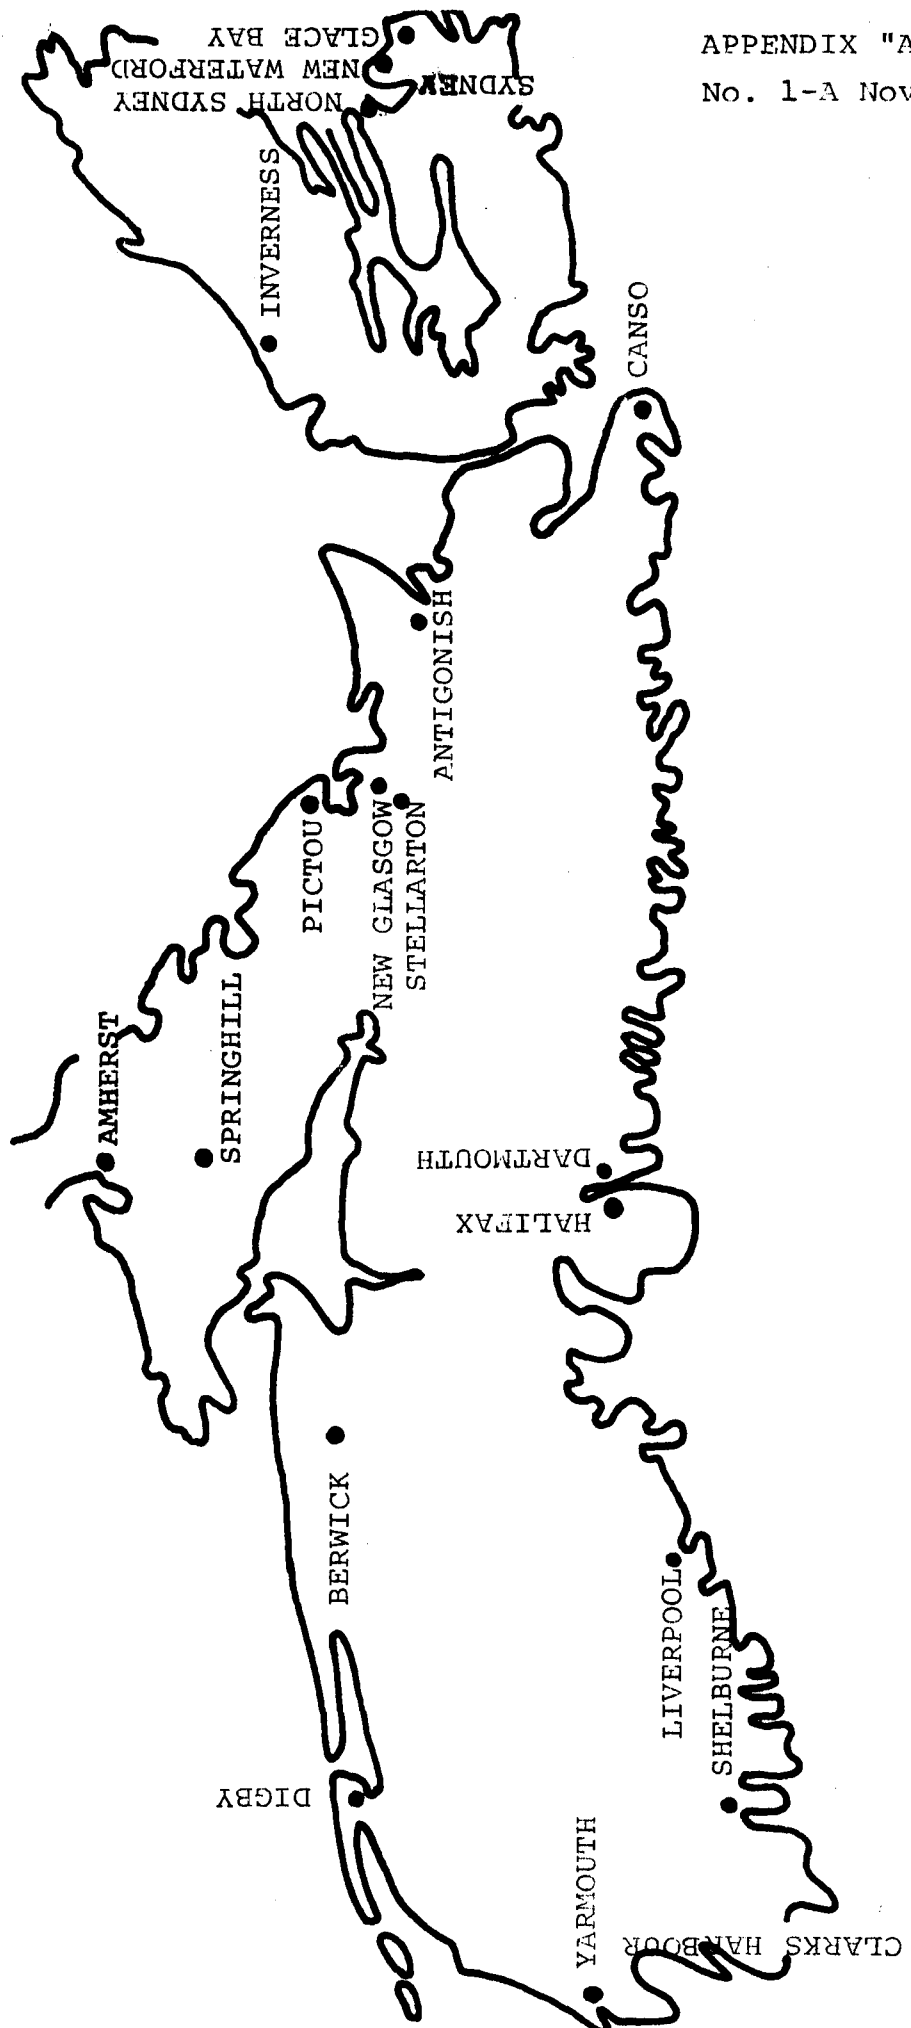 APPENDIX "A
No. 1-A Nov
GLACE BAY
NEW WATERFORD
NORTH SYDNEY
SYDNEY
INVERNESS
CANSO
ANTIGONISH
PICTOU
NEW GLASGOW
STELLARTON
AMHERST
SPRINGHILL
DARTMOUTH
HALIFAX
BERWICK
LIVERPOOL
SHELBURNE
DIGBY
YARMOUTH
CLARKS HARBOUR